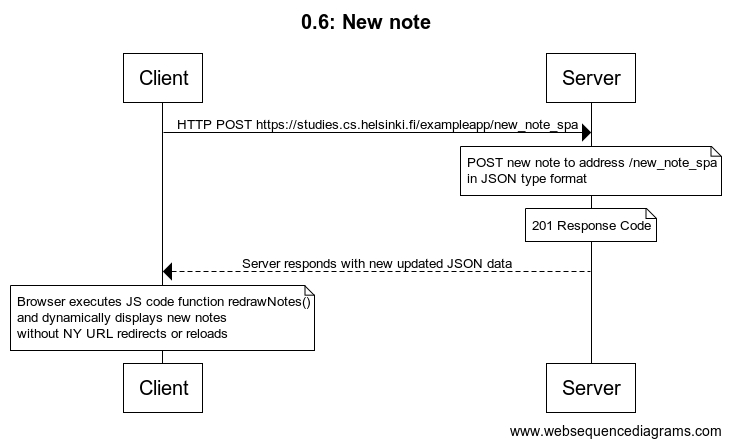 0.6: New note
Client
Server
HTTP POST https://studies.cs.helsinki.fi/exampleapp/new_note_spa
POST new note to address /new_note_spa
in JSON type format
201 Response Code
Server responds with new updated JSON data
Browser executes JS code function redrawNotes()
and dynamically displays new notes
without NY URL redirects or reloads
Client
Server
www.websequencediagrams.com